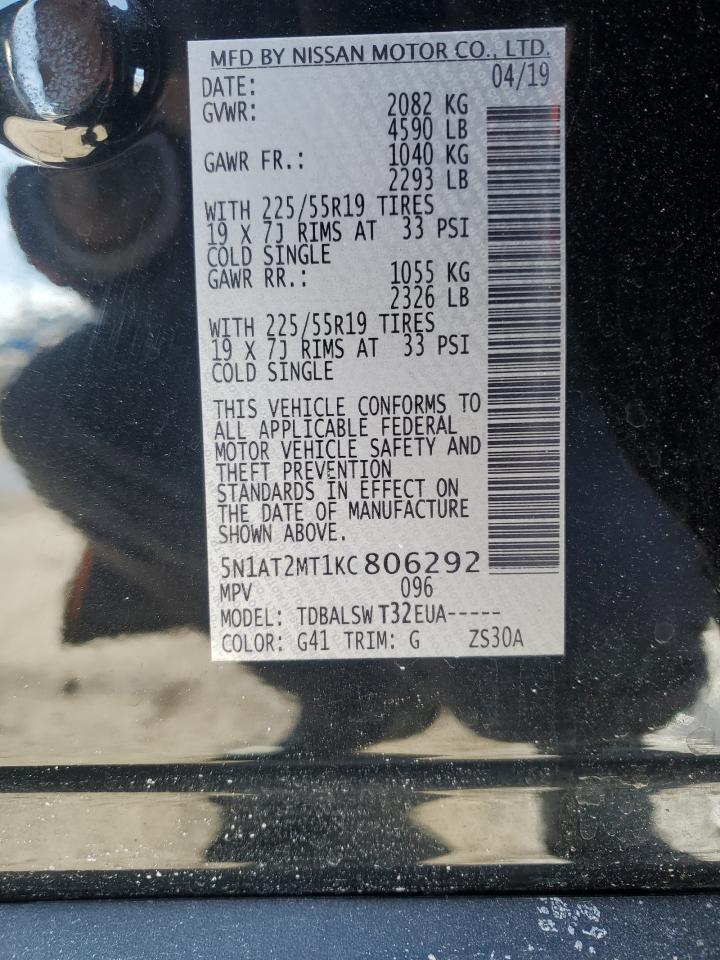 MFD BY NISSAN MOTOR CO., LTD.
DATE: 04/19
GVWR: 2082 KG
4590 LB
GAWR FR.: 1040 KG
2293 LB
WITH 225/55R19 TIRES
19 X 7J RIMS AT 33 PSI
COLD SINGLE
GAWR RR.: 1055 KG
2326 LB
WITH 225/55R19 TIRES
19 X 7J RIMS AT 33 PSI
COLD SINGLE
THIS VEHICLE CONFORMS TO
ALL APPLICABLE FEDERAL
MOTOR VEHICLE SAFETY AND
THEFT PREVENTION
STANDARDS IN EFFECT ON
THE DATE OF MANUFACTURE
SHOWN ABOVE.
5N1AT2MT1KC806292
MPV 096
MODEL: TDBALSW T32EUA-----
COLOR: G41 TRIM: G ZS30A